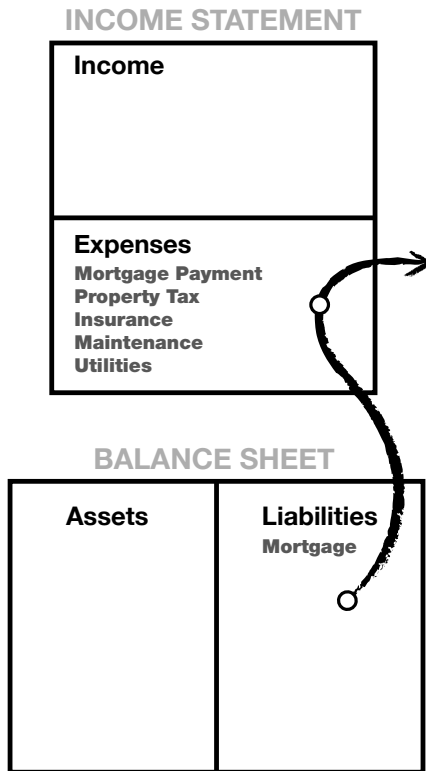 INCOME STATEMENT
Income
Expenses
Mortgage Payment
Property Tax
Insurance
Maintenance
Utilities
BALANCE SHEET
Assets
Liabilities
Mortgage